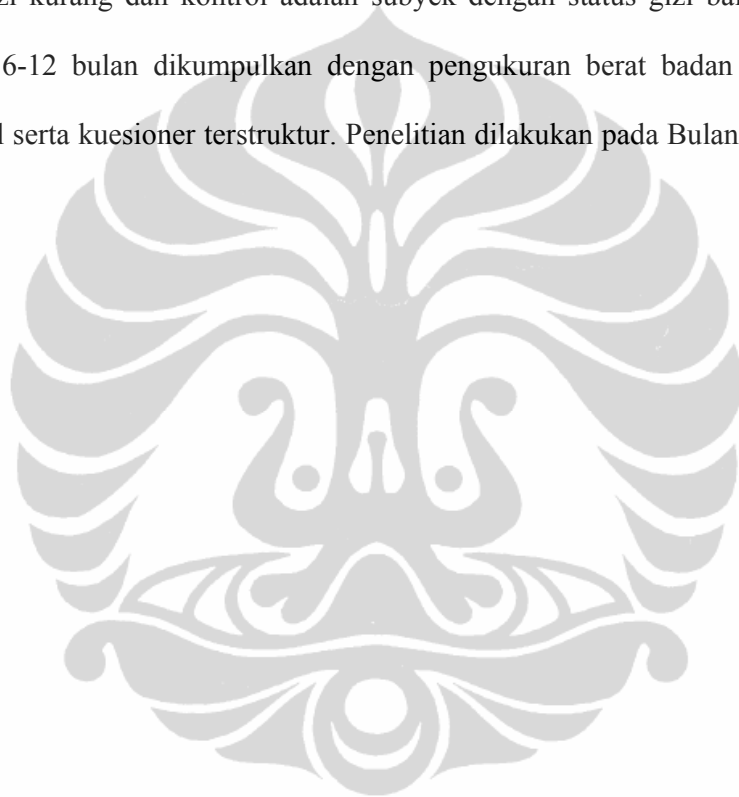 kurang dan kontrol adalah subyek dengan status gizi
6-12 bulan dikumpulkan dengan pengukuran berat badan
serta kuesioner terstruktur. Penelitian dilakukan pada Bulan